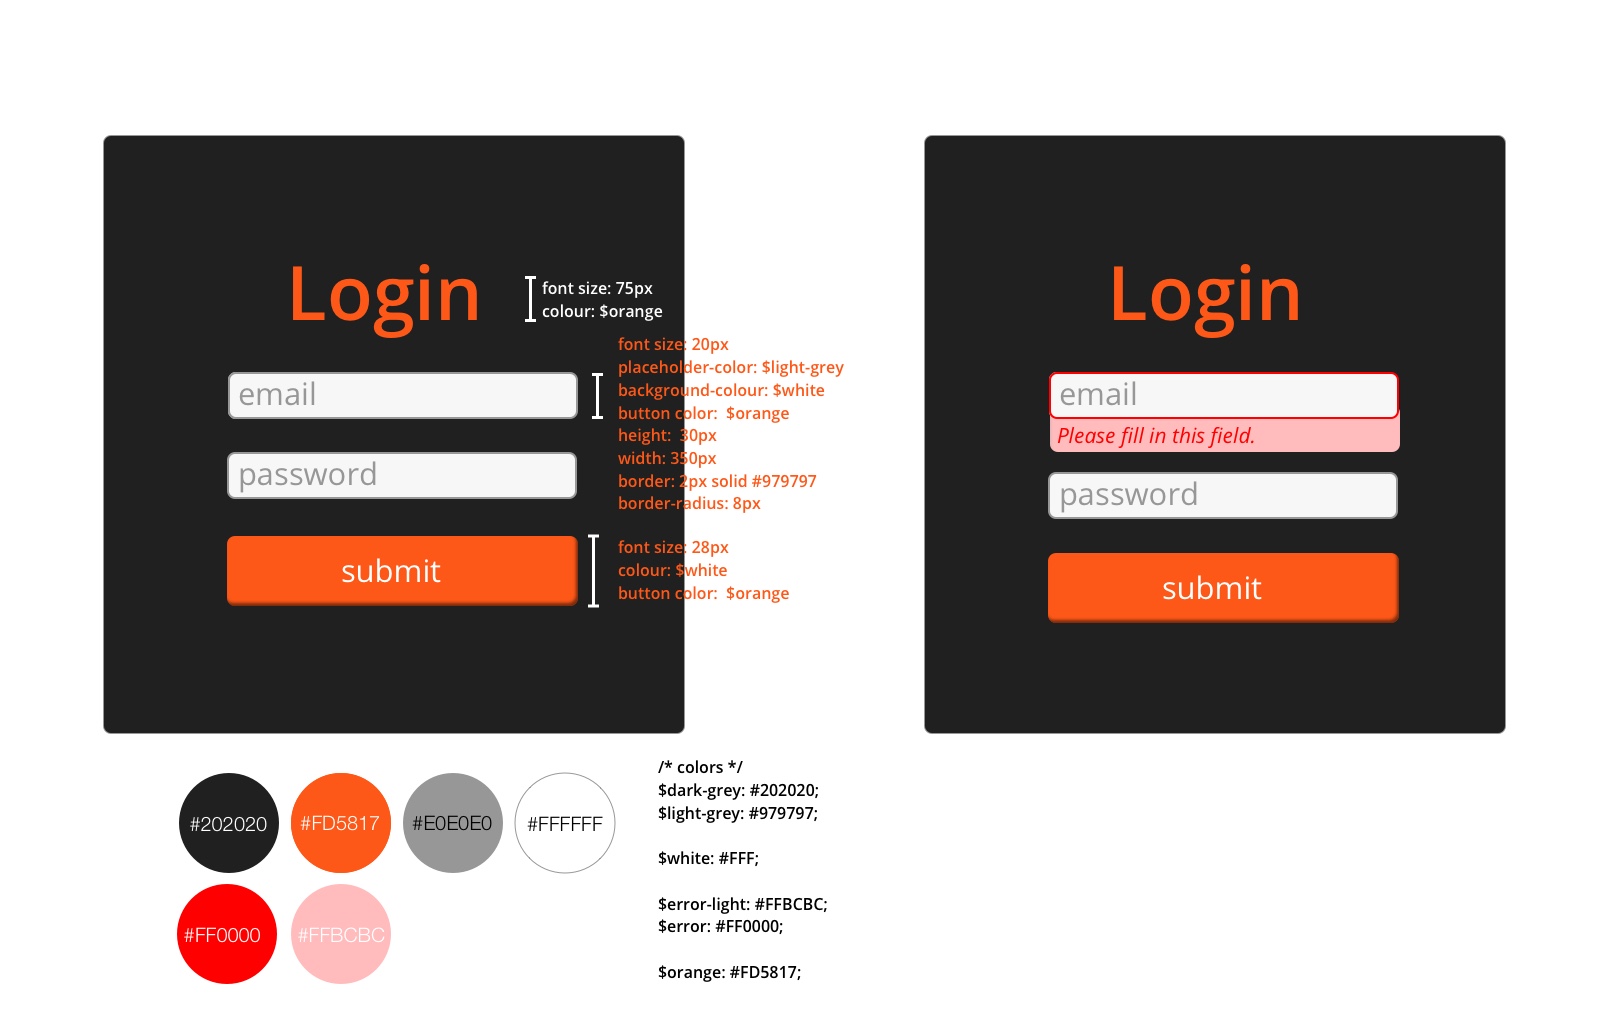 Login
font size: 75px
colour: $orange
email
password
submit
font size: 20px
placeholder-color: $light-grey
background-colour: $white
button color:  $orange
height:  30px
width: 350px
border: 2px solid #979797
border-radius: 8px
font size: 28px
colour: $white
button color:  $orange
Login
email
Please fill in this field.
password
submit
#202020
#FD5817
#E0E0E0
#FFFFFF
#FF0000
#FFBCBC
/* colors */
$dark-grey: #202020;
$light-grey: #979797;
$white: #FFF;
$error-light: #FFBCBC;
$error: #FF0000;
$orange: #FD5817;